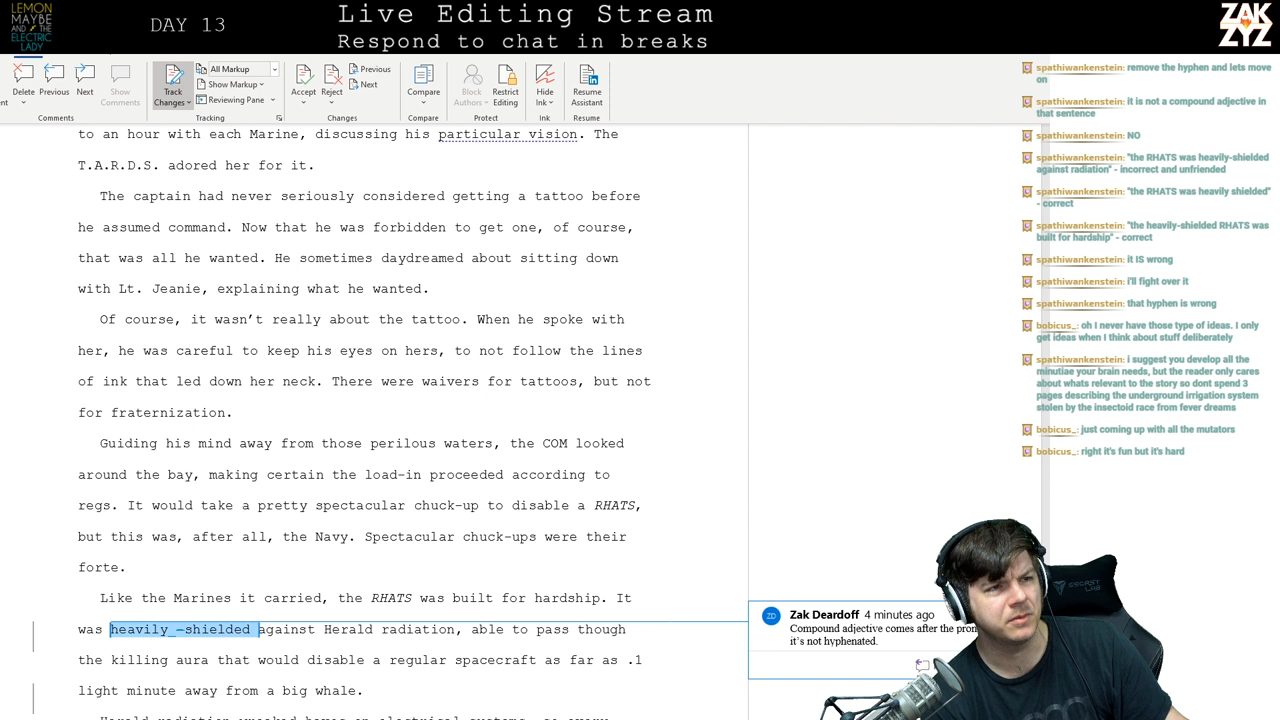 LEMON
MAYBE
AND THE
ELECTRIC
LADY
DAY 13
Live Editing Stream
Respond to chat in breaks
ZAK
ZYZ
Delete
Previous
Next
Show
Comments
Comments
Track
Changes
All Markup
Show Markup
Reviewing Pane
Tracking
Accept
Reject
Previous
Next
Changes
Compare
Compare
Block
Authors
Restrict
Editing
Protect
Hide
Ink
Ink
Resume
Assistant
Resume
to an hour with each Marine, discussing his particular vision. The
T.A.R.D.S. adored her for it.
The captain had never seriously considered getting a tattoo before
he assumed command. Now that he was forbidden to get one, of course,
that was all he wanted. He sometimes daydreamed about sitting down
with Lt. Jeanie, explaining what he wanted.
Of course, it wasn't really about the tattoo. When he spoke with
her, he was careful to keep his eyes on hers, to not follow the lines
of ink that led down her neck. There were waivers for tattoos, but not
for fraternization.
Guiding his mind away from those perilous waters, the COM looked
around the bay, making certain the load-in proceeded according to
regs. It would take a pretty spectacular chuck-up to disable a RHATS,
but this was, after all, the Navy. Spectacular chuck-ups were their
forte.
Like the Marines it carried, the RHATS was built for hardship. It
was heavily -shielded against Herald radiation, able to pass though
the killing aura that would disable a regular spacecraft as far as .1
light minute away from a big whale.
ZD
Zak Deardoff 4 minutes ago
Compound adjective comes after the
it's not hyphenated.
spathiwankenstein: remove the hyphen and lets move
on
spathiwankenstein: it is not a compound adjective in
that sentence
spathiwankenstein: NO
spathiwankenstein: "the RHATS was heavily-shielded
against radiation" - incorrect and unfriended
spathiwankenstein: "the RHATS was heavily shielded"
- correct
spathiwankenstein: "the heavily-shielded RHATS was
built for hardship" - correct
spathiwankenstein: it IS wrong
spathiwankenstein: i'll fight over it
spathiwankenstein: that hyphen is wrong
bobicus_: oh I never have those type of ideas. I only
get ideas when I think about stuff deliberately
spathiwankenstein: i suggest you develop all the
minutiae your brain needs, but the reader only cares
about whats relevant to the story so dont spend 3
pages describing the underground irrigation system
stolen by the insectoid race from fever dreams
bobicus_: just coming up with all the mutators
bobicus_: right it's fun but it's hard
SECRET
LAB